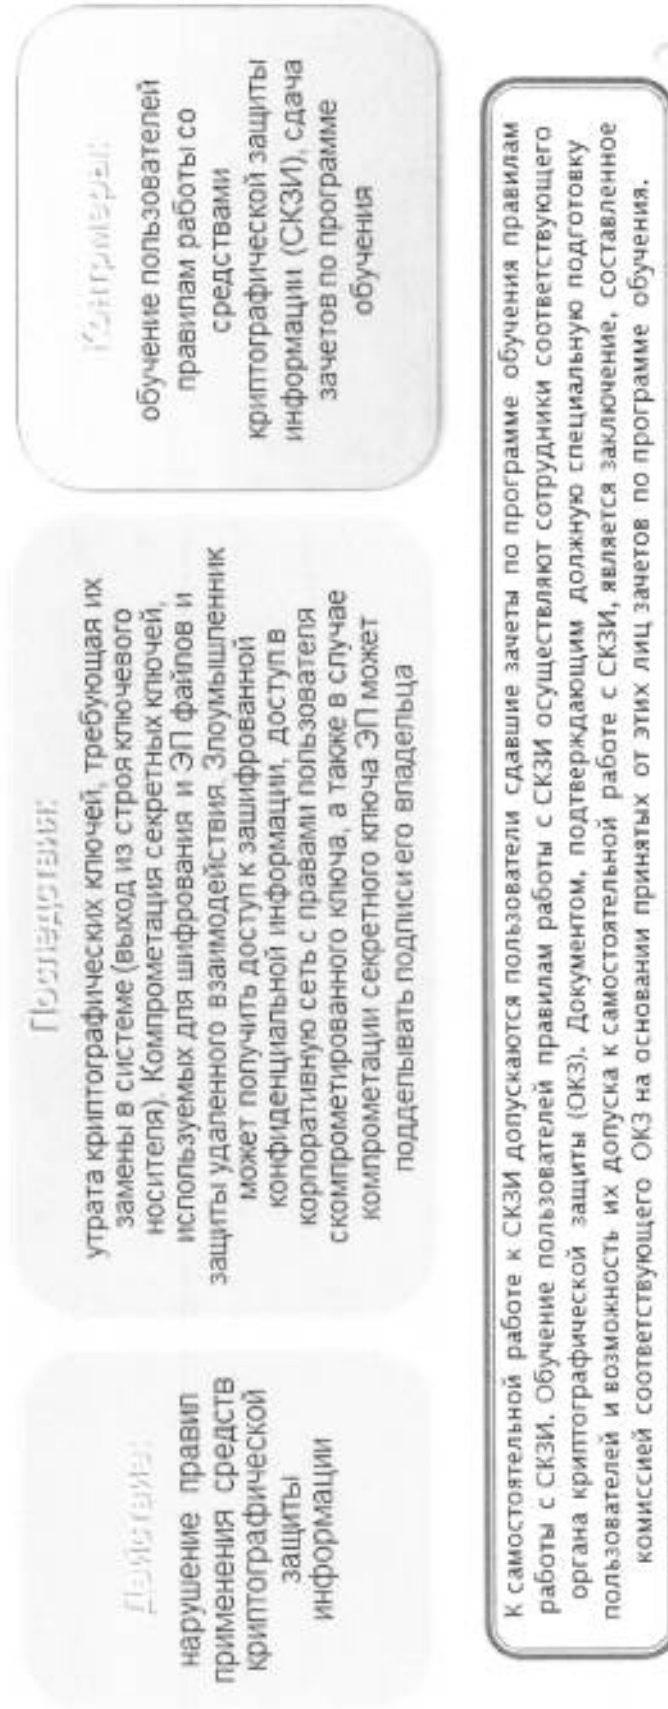 Действие:
нарушение правил
применения средств
криптографической
защиты
информации
Последствия:
утрата криптографических ключей, требующая их
замены в системе (выход из строя ключевого
носителя). Компрометация секретных ключей,
используемых для шифрования и ЭП файлов и
защиты удаленного взаимодействия. Злоумышленник
может получить доступ к зашифрованной
конфиденциальной информации, доступ в
корпоративную сеть с правами пользователя
скомпрометированного ключа, а также в случае
компрометации секретного ключа ЭП может
подделывать подписи его владельца
Контрмеры:
обучение пользователей
правилам работы со
средствами
криптографической защиты
информации (СКЗИ), сдача
зачетов по программе
обучения
К самостоятельной работе к СКЗИ допускаются пользователи сдавшие зачеты по программе обучения правилам
работы с СКЗИ. Обучение пользователей правилам работы с СКЗИ осуществляют сотрудники соответствующего
органа криптографической защиты (ОКЗ). Документом, подтверждающим должную специальную подготовку
пользователей и возможность их допуска к самостоятельной работе с СКЗИ, является заключение, составленное
комиссией соответствующего ОКЗ на основании принятых от этих лиц зачетов по программе обучения.